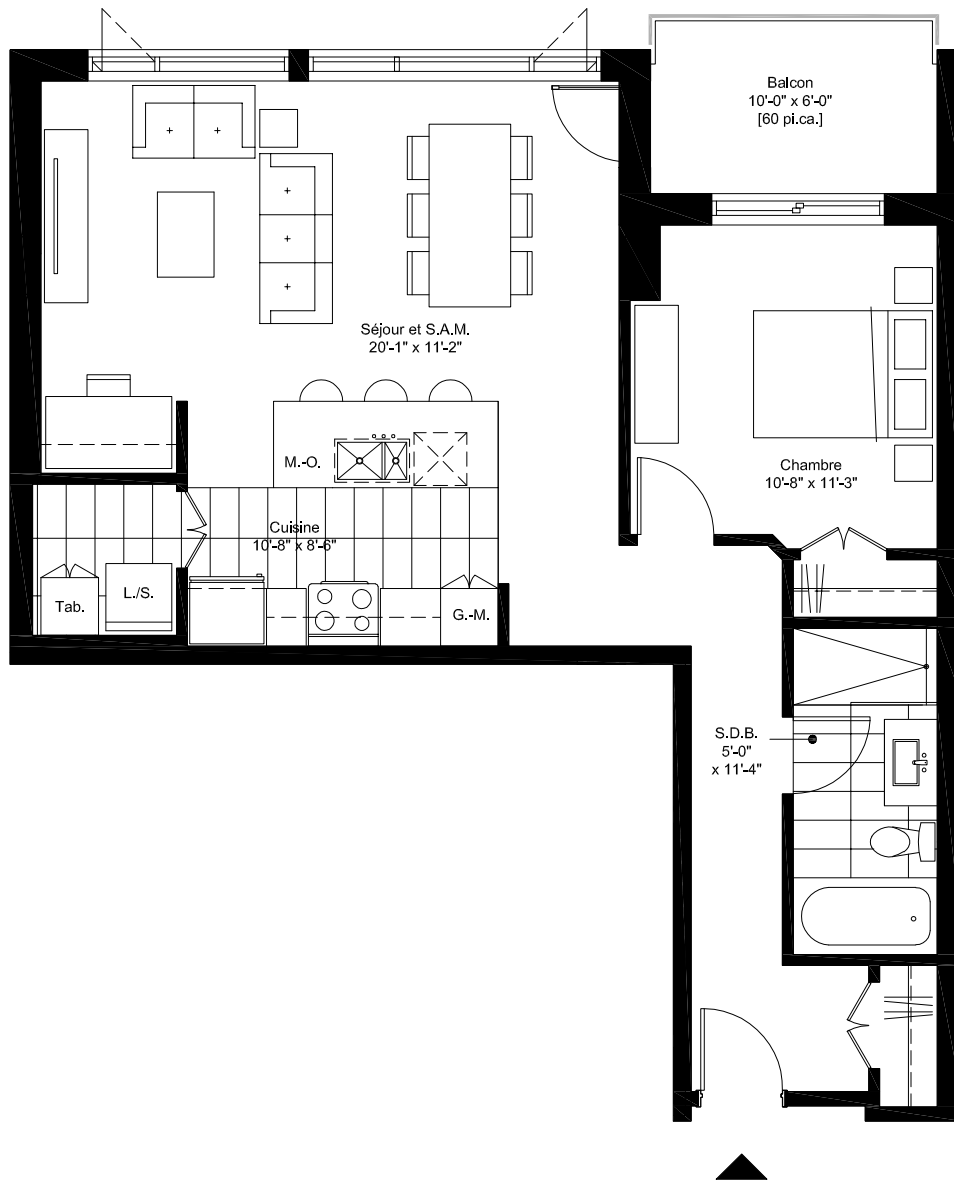 Balcon
10'-0" x 6'-0"
[60 pi.ca.]
Séjour et S.A.M.
20'-1" x 11'-2"
M.-O.
Chambre
10'-8" x 11'-3"
Cuisine
10'-8" x 8'-6"
Tab.
L./S.
G.-M.
S.D.B.
5'-0"
x 11'-4"